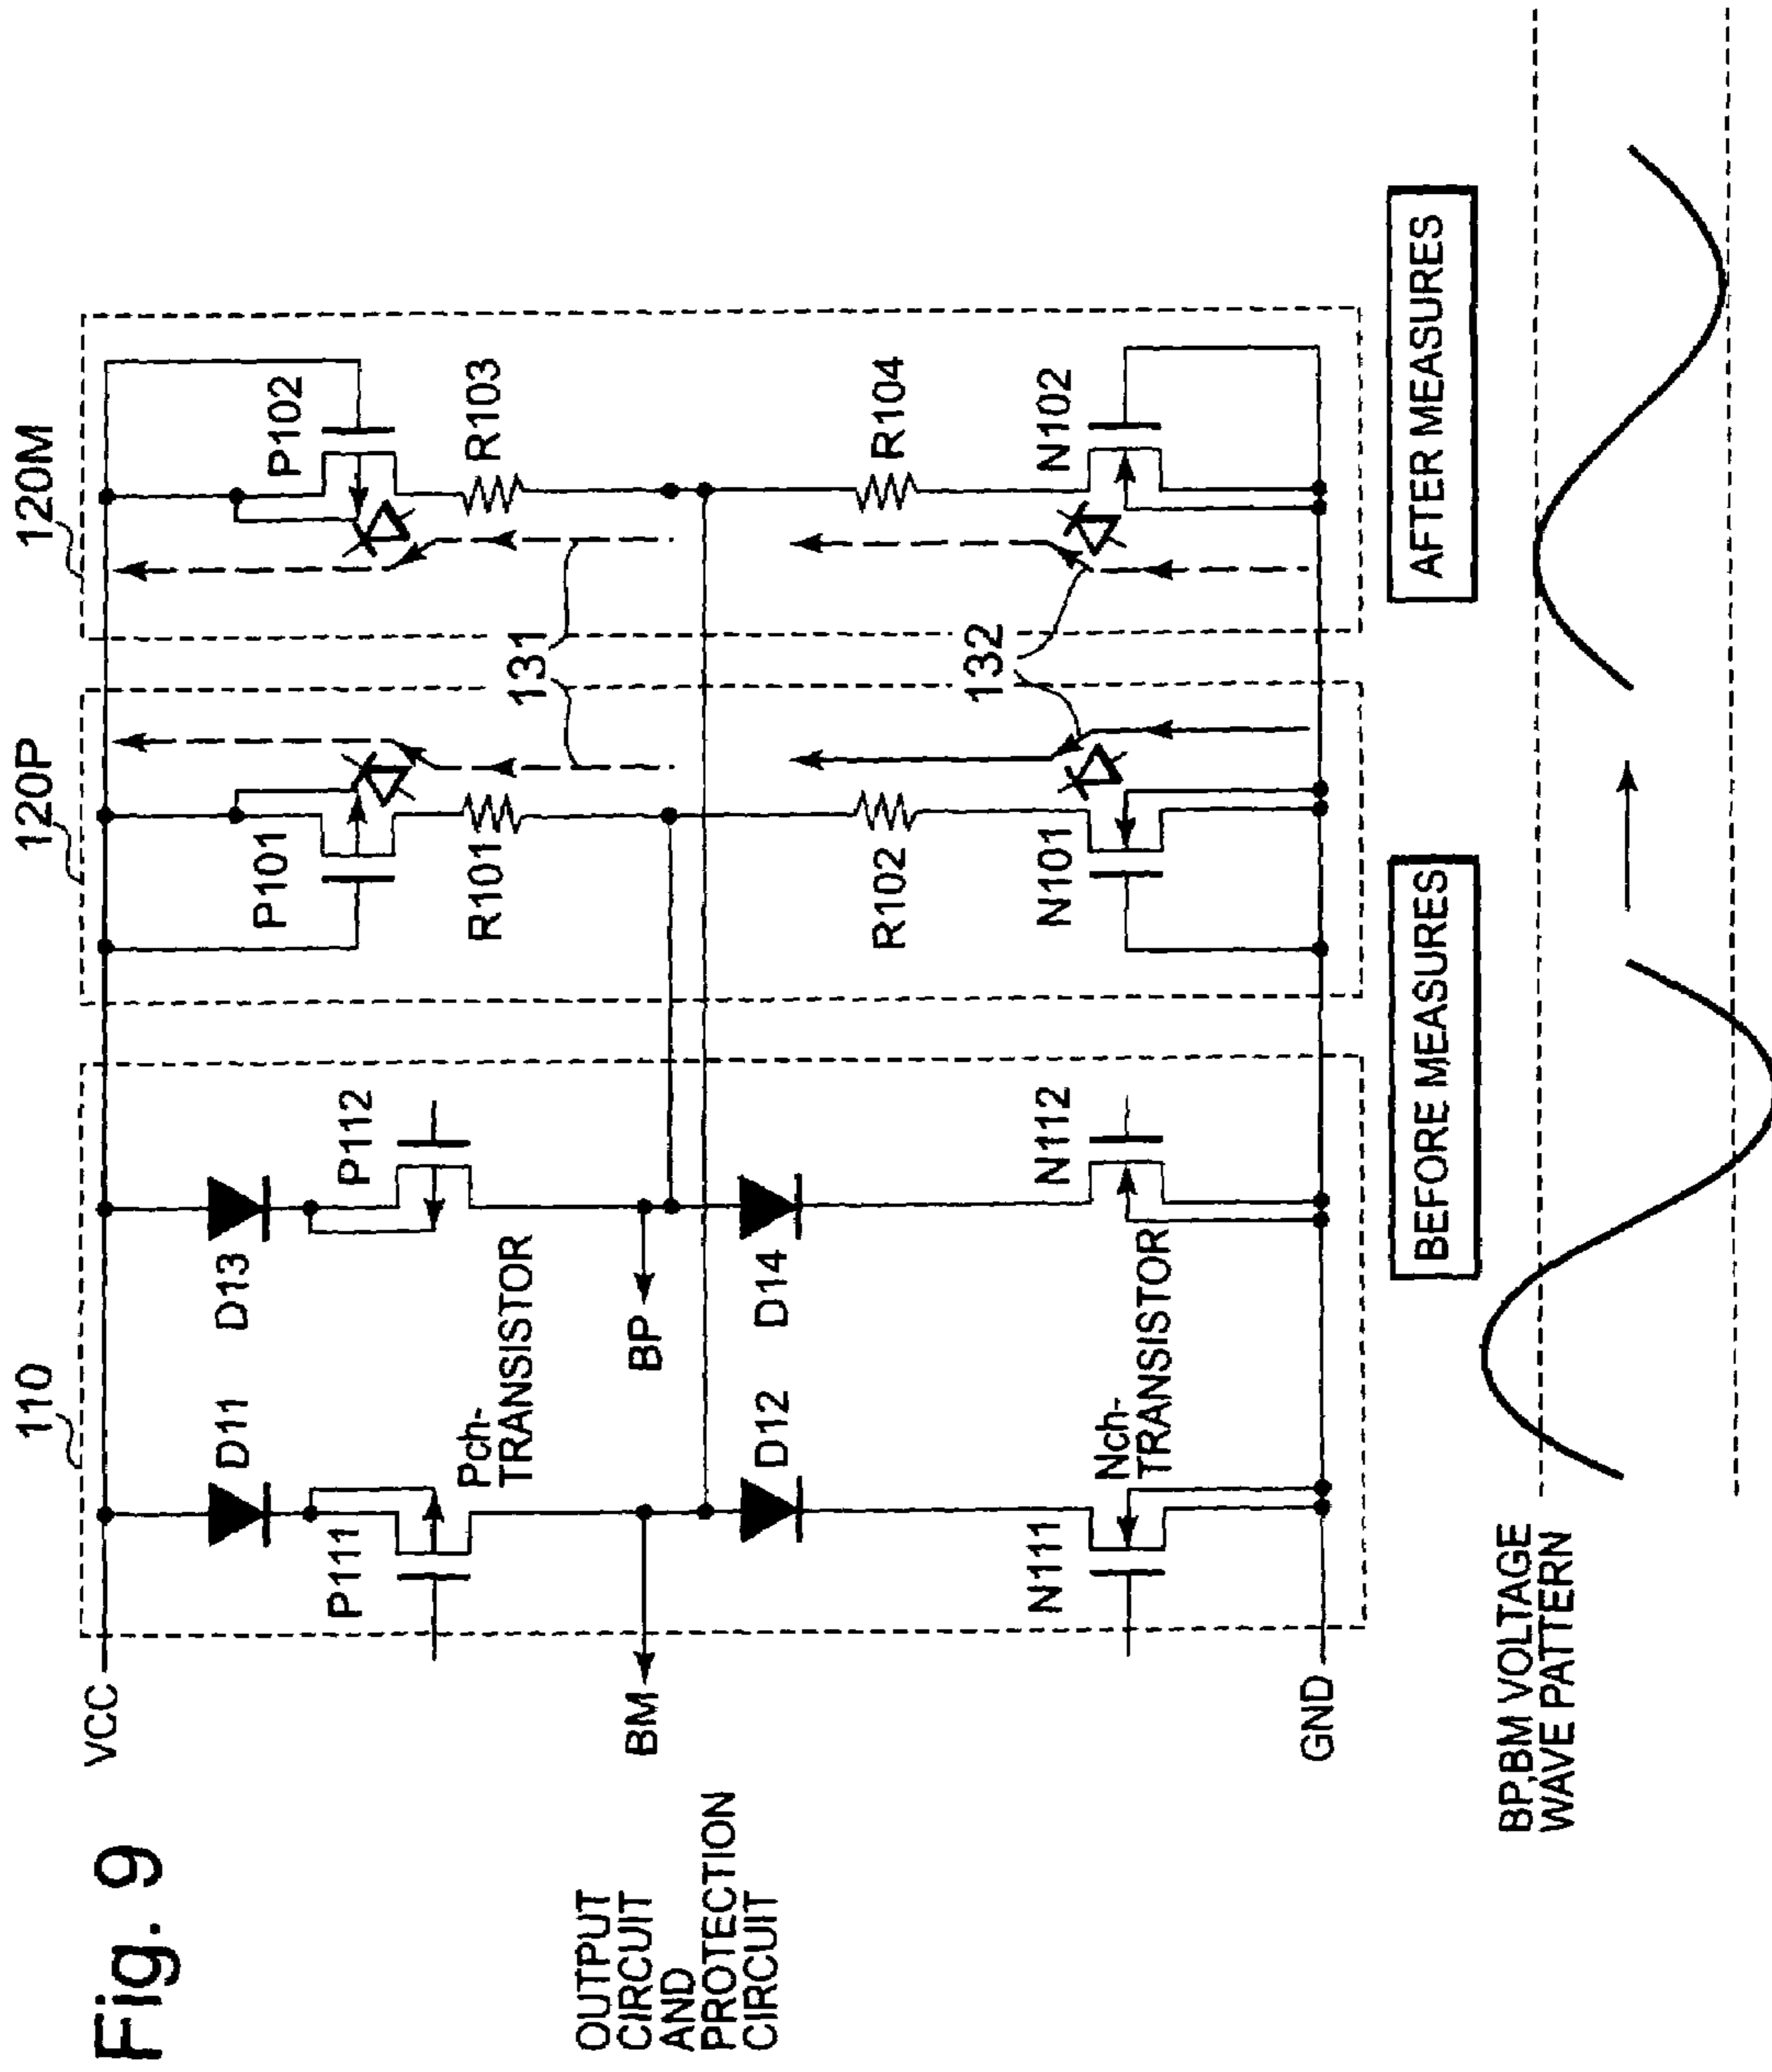 Fig. 9
OUTPUT
CIRCUIT
AND
PROTECTION
CIRCUIT
110
120P
120M
VCC
D11
D13
P111
P112
Pch-
TRANSISTOR
P101
P102
R101
R103
131
BM
BP
D12
D14
R102
R104
132
Nch-
TRANSISTOR
N111
N112
N101
N102
GND
BEFORE MEASURES
AFTER MEASURES
BP,BM VOLTAGE
WAVE PATTERN